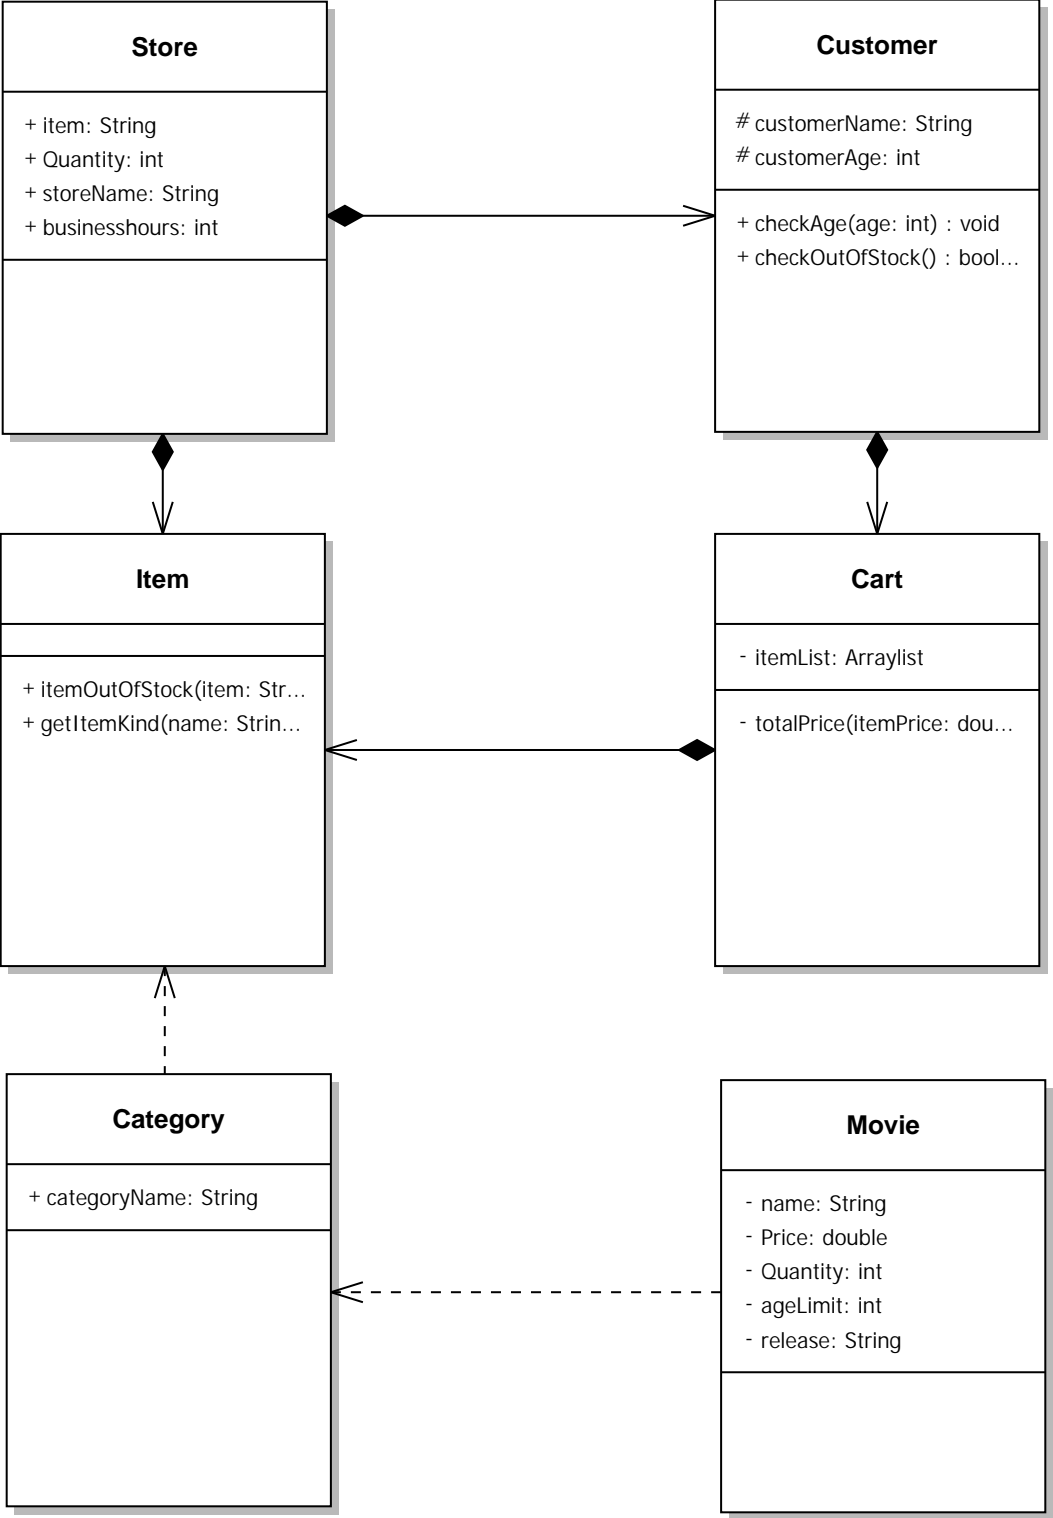 Store
+ item: String
+ Quantity: int
+ storeName: String
+ businesshours: int
Customer
# customerName: String
# customerAge: int
+ checkAge(age: int) : void
+ checkOutOfStock() : bool...
Item
+ itemOutOfStock(item: Str...
+ getItemKind(name: Strin...
Cart
- itemList: Arraylist
- totalPrice(itemPrice: dou...
Category
+ categoryName: String
Movie
- name: String
- Price: double
- Quantity: int
- ageLimit: int
- release: String